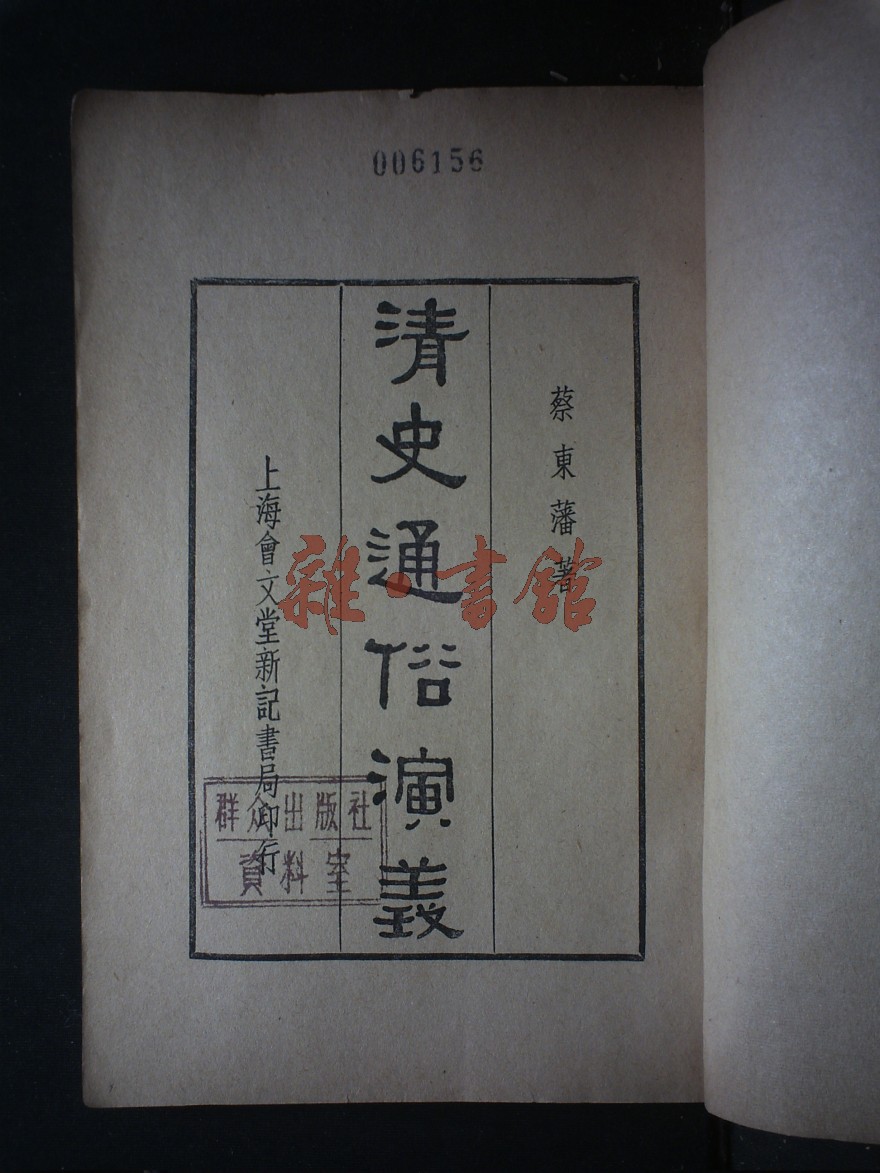 006156
蔡東藩著
清史通俗演義
上海會文堂新記書局印行
群众出版社
資料室
雜·書館